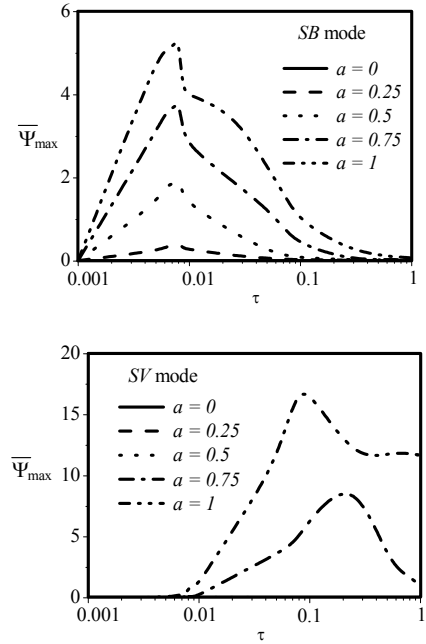 6
4
2
0
Ψmax
SB mode
a = 0
a = 0.25
a = 0.5
a = 0.75
a = 1
0.001 0.01 0.1 1
τ
20
15
10
5
0
Ψmax
SV mode
a = 0
a = 0.25
a = 0.5
a = 0.75
a = 1
0.001 0.01 0.1 1
τ